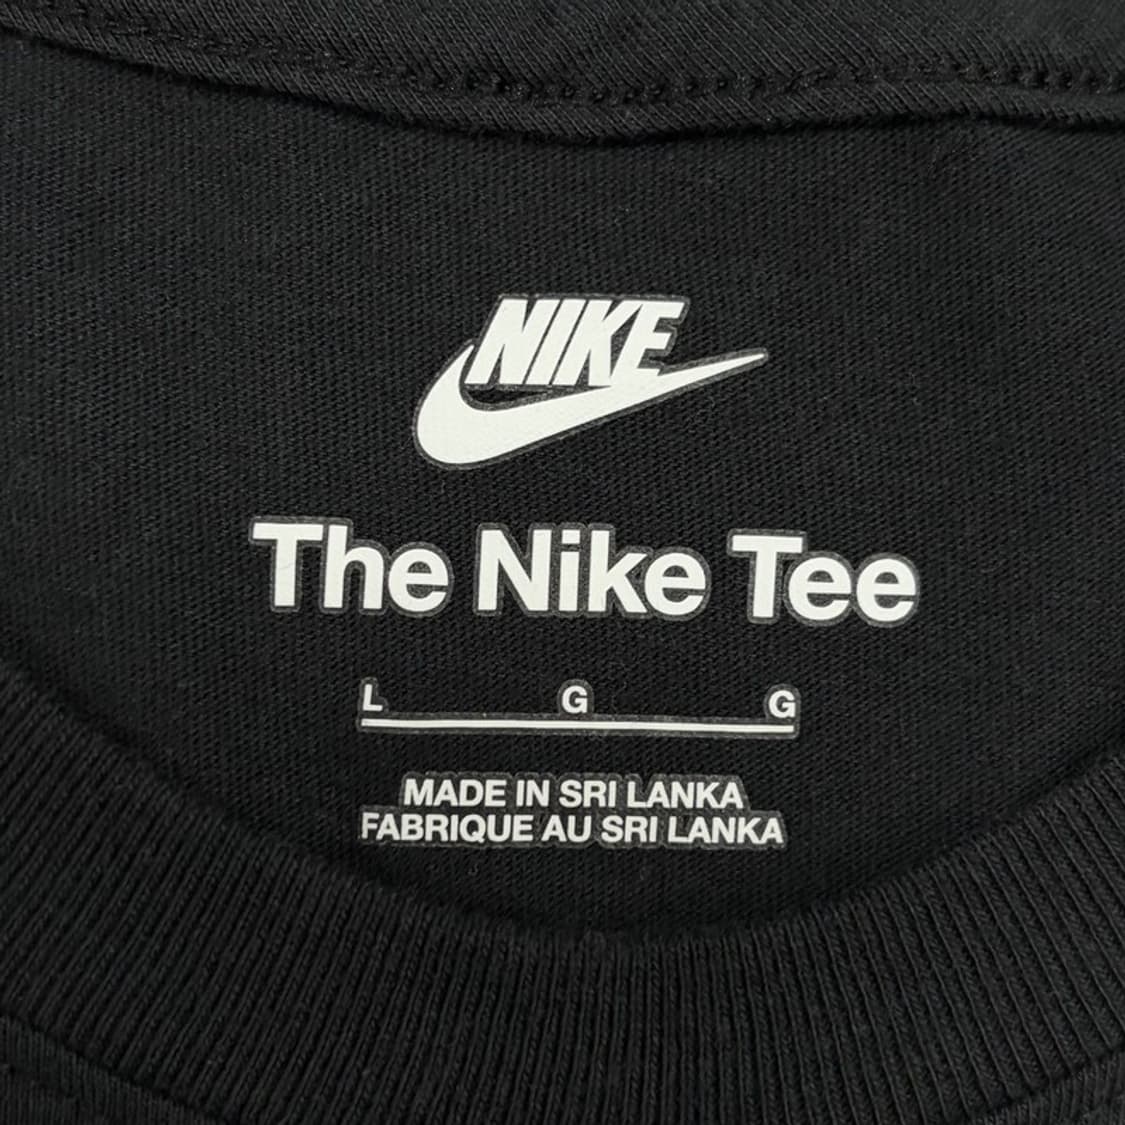 NIKE
The Nike Tee
L G G
MADE IN SRI LANKA
FABRIQUE AU SRI LANKA